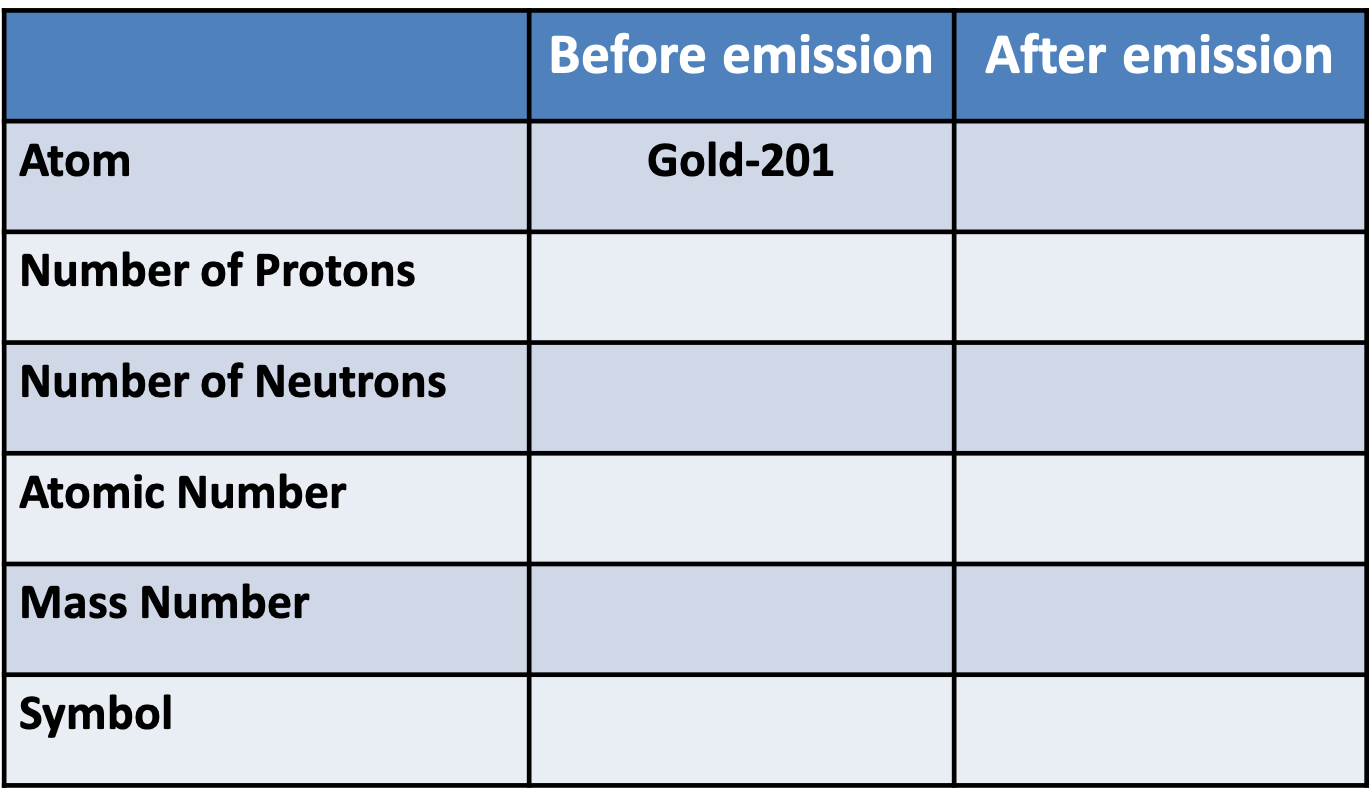 Before emission After emission
Atom Gold-201
Number of Protons
Number of Neutrons
Atomic Number
Mass Number
Symbol